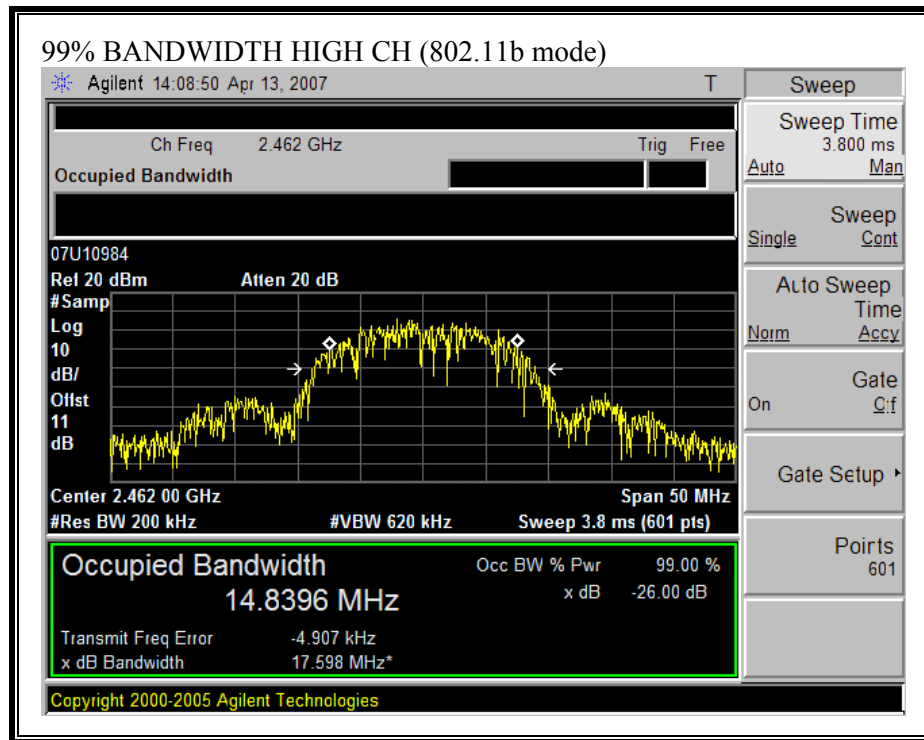 99% BANDWIDTH HIGH CH (802.11b mode)
Agilent 14:08:50 Apr 13, 2007 T
Ch Freq 2.462 GHz Trig Free
Occupied Bandwidth
07U10984
Ref 20 dBm Atten 20 dB
#Samp
Log
10
dB/
Offst
11
dB
Center 2.462 00 GHz Span 50 MHz
#Res BW 200 kHz #VBW 620 kHz Sweep 3.8 ms (601 pts)
Occupied Bandwidth Occ BW % Pwr 99.00 %
14.8396 MHz x dB -26.00 dB
Transmit Freq Error -4.907 kHz
x dB Bandwidth 17.598 MHz*
Copyright 2000-2005 Agilent Technologies
Sweep
Sweep Time
3.800 ms
Auto Man
Sweep
Single Cont
Auto Sweep
Time
Norm Accy
Gate
On Off
Gate Setup
Points
601